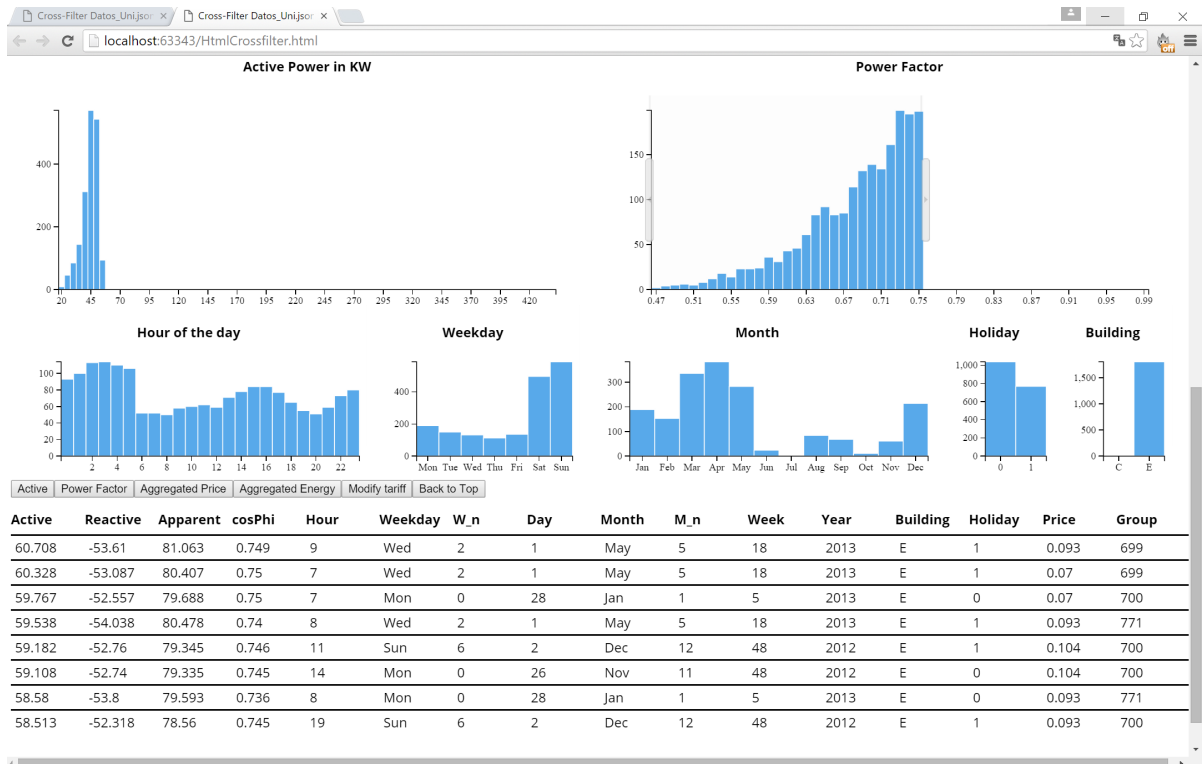 Cross-Filter Datos_Uni.jsor × Cross-Filter Datos_Uni.jsor ×
localhost:63343/HtmlCrossfilter.html
off
Active Power in KW
400
200
0
20 45 70 95 120 145 170 195 220 245 270 295 320 345 370 395 420
Power Factor
150
100
50
0
0.47 0.51 0.55 0.59 0.63 0.67 0.71 0.75 0.79 0.83 0.87 0.91 0.95 0.99
Hour of the day
100
80
60
40
20
0
2 4 6 8 10 12 14 16 18 20 22
Weekday
400
200
0
Mon Tue Wed Thu Fri Sat Sun
Month
300
200
100
0
Jan Feb Mar Apr May Jun Jul Aug Sep Oct Nov Dec
Holiday
1,000
800
600
400
200
0
0 1
Building
1,500
1,000
500
0
C E
Active Power Factor Aggregated Price Aggregated Energy Modify tariff Back to Top
Active Reactive Apparent cosPhi Hour Weekday W_n Day Month M_n Week Year Building Holiday Price Group
60.708 -53.61 81.063 0.749 9 Wed 2 1 May 5 18 2013 E 1 0.093 699
60.328 -53.087 80.407 0.75 7 Wed 2 1 May 5 18 2013 E 1 0.07 699
59.767 -52.557 79.688 0.75 7 Mon 0 28 Jan 1 5 2013 E 0 0.07 700
59.538 -54.038 80.478 0.74 8 Wed 2 1 May 5 18 2013 E 1 0.093 771
59.182 -52.76 79.345 0.746 11 Sun 6 2 Dec 12 48 2012 E 1 0.104 700
59.108 -52.74 79.335 0.745 14 Mon 0 26 Nov 11 48 2012 E 0 0.104 700
58.58 -53.8 79.593 0.736 8 Mon 0 28 Jan 1 5 2013 E 0 0.093 771
58.513 -52.318 78.56 0.745 19 Sun 6 2 Dec 12 48 2012 E 1 0.093 700